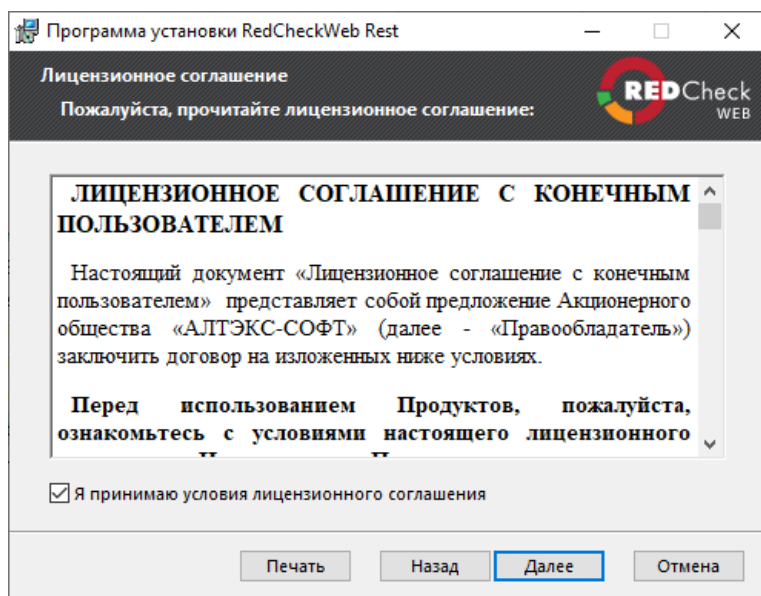 Программа установки RedCheckWeb Rest
Лицензионное соглашение
Пожалуйста, прочитайте лицензионное соглашение:
REDCheck
WEB
ЛИЦЕНЗИОННОЕ СОГЛАШЕНИЕ С КОНЕЧНЫМ
ПОЛЬЗОВАТЕЛЕМ
Настоящий документ «Лицензионное соглашение с конечным
пользователем» представляет собой предложение Акционерного
общества «АЛТЭКС-СОФТ» (далее - «Правообладатель»)
заключить договор на изложенных ниже условиях.
Перед использованием Продуктов, пожалуйста,
ознакомьтесь с условиями настоящего лицензионного
Я принимаю условия лицензионного соглашения
Печать
Назад
Далее
Отмена